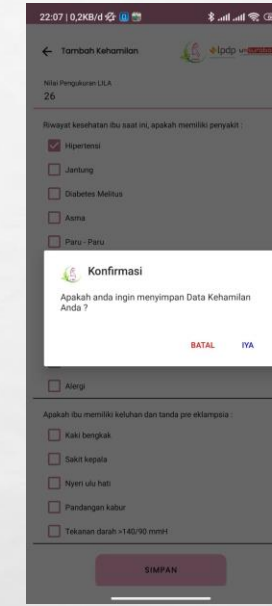 22:07 | 0,2KB/d
Tambah Kehamilan
lpdp
Nilai Pengukuran LILA
26
Riwayat kesehatan ibu saat ini, apakah memiliki penyakit :
Hipertensi
Jantung
Diabetes Melitus
Asma
Paru - Paru
Konfirmasi
Apakah anda ingin menyimpan Data Kehamilan
Anda ?
BATAL IYA
Alergi
Apakah ibu memiliki keluhan dan tanda pre eklampsia :
Kaki bengkak
Sakit kepala
Nyeri ulu hati
Pandangan kabur
Tekanan darah >140/90 mmH
SIMPAN